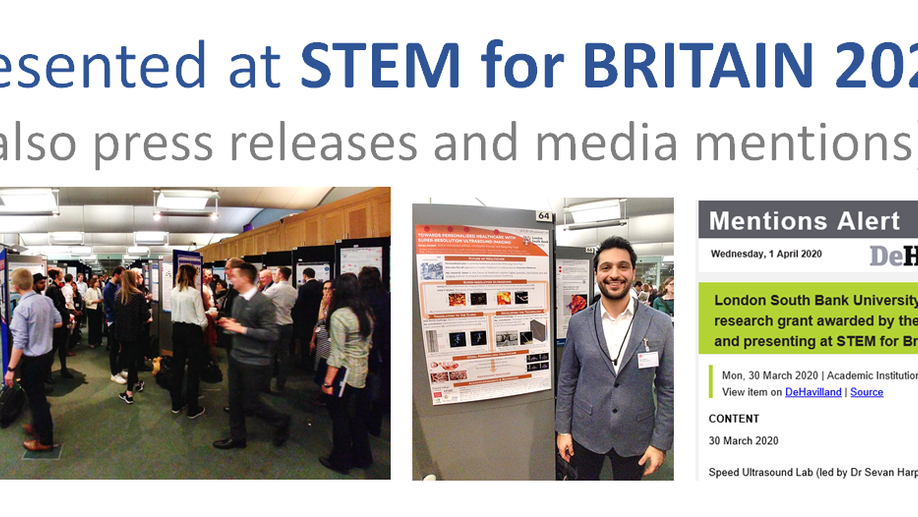 esented at STEM for BRITAIN 202
also press releases and media mentions)
64
TOWARDS PERSONALISED HEALTHCARE WITH
SUPER-RESOLUTION ULTRASOUND IMAGING
Mentions Alert
Wednesday, 1 April 2020
DeH
London South Bank University
research grant awarded by the
and presenting at STEM for Br
Mon, 30 March 2020 | Academic Institution
View item on DeHavilland | Source
CONTENT
30 March 2020
Speed Ultrasound Lab (led by Dr Sevan Harp